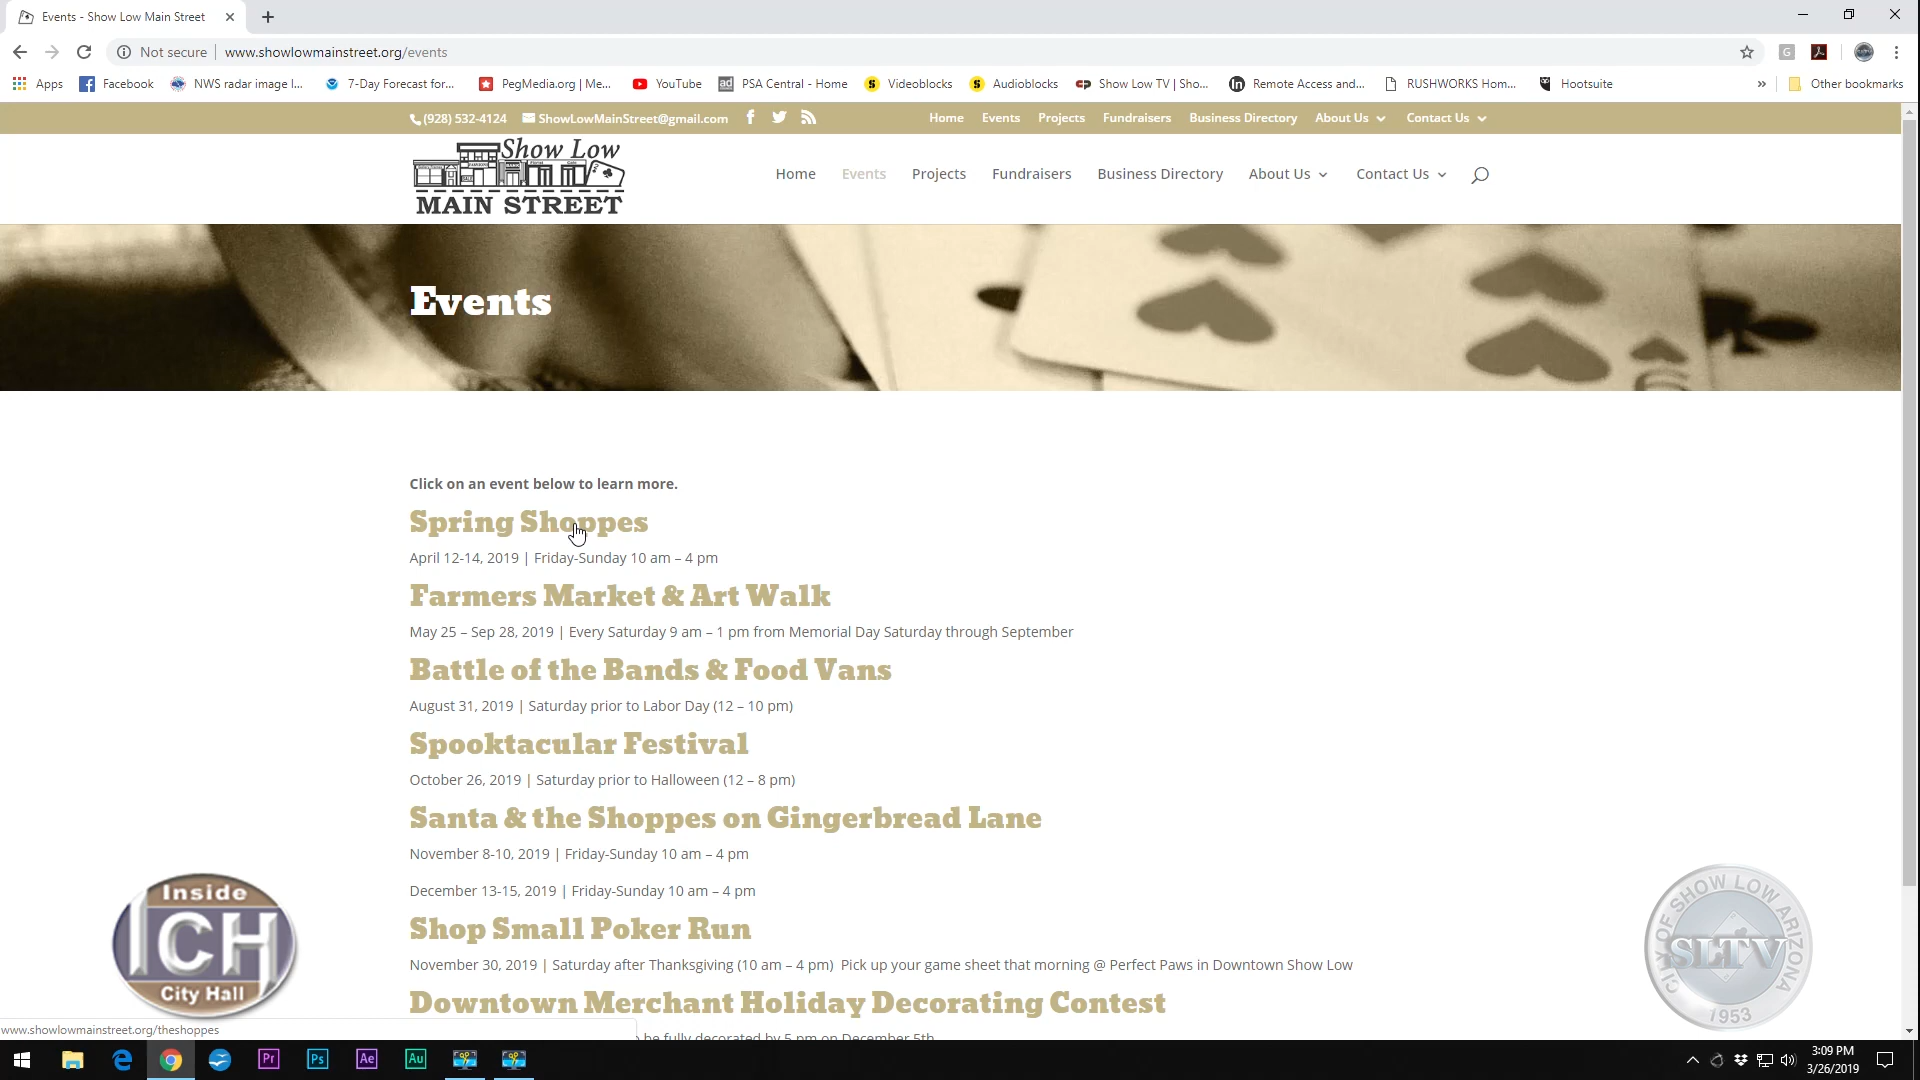 Events - Show Low Main Street
Not secure | www.showlowmainstreet.org/events
Apps Facebook NWS radar image l... 7-Day Forecast for... PegMedia.org | Me... YouTube PSA Central - Home Videoblocks Audioblocks Show Low TV | Sho... Remote Access and... RUSHWORKS Hom... Hootsuite » Other bookmarks
(928) 532-4124 ShowLowMainStreet@gmail.com Home Events Projects Fundraisers Business Directory About Us Contact Us
Show Low
MAIN STREET
Home Events Projects Fundraisers Business Directory About Us Contact Us
Events
Click on an event below to learn more.
Spring Shoppes
April 12-14, 2019 | Friday-Sunday 10 am – 4 pm
Farmers Market & Art Walk
May 25 – Sep 28, 2019 | Every Saturday 9 am – 1 pm from Memorial Day Saturday through September
Battle of the Bands & Food Vans
August 31, 2019 | Saturday prior to Labor Day (12 – 10 pm)
Spooktacular Festival
October 26, 2019 | Saturday prior to Halloween (12 – 8 pm)
Santa & the Shoppes on Gingerbread Lane
November 8-10, 2019 | Friday-Sunday 10 am – 4 pm
December 13-15, 2019 | Friday-Sunday 10 am – 4 pm
Shop Small Poker Run
November 30, 2019 | Saturday after Thanksgiving (10 am – 4 pm) Pick up your game sheet that morning @ Perfect Paws in Downtown Show Low
Downtown Merchant Holiday Decorating Contest
be fully decorated by 5 pm on December 5th
Inside
ICH
City Hall
CITY OF SHOW LOW ARIZONA
SLTV
1953
www.showlowmainstreet.org/theshoppes
Pr Ps Ae Au
3:09 PM
3/26/2019